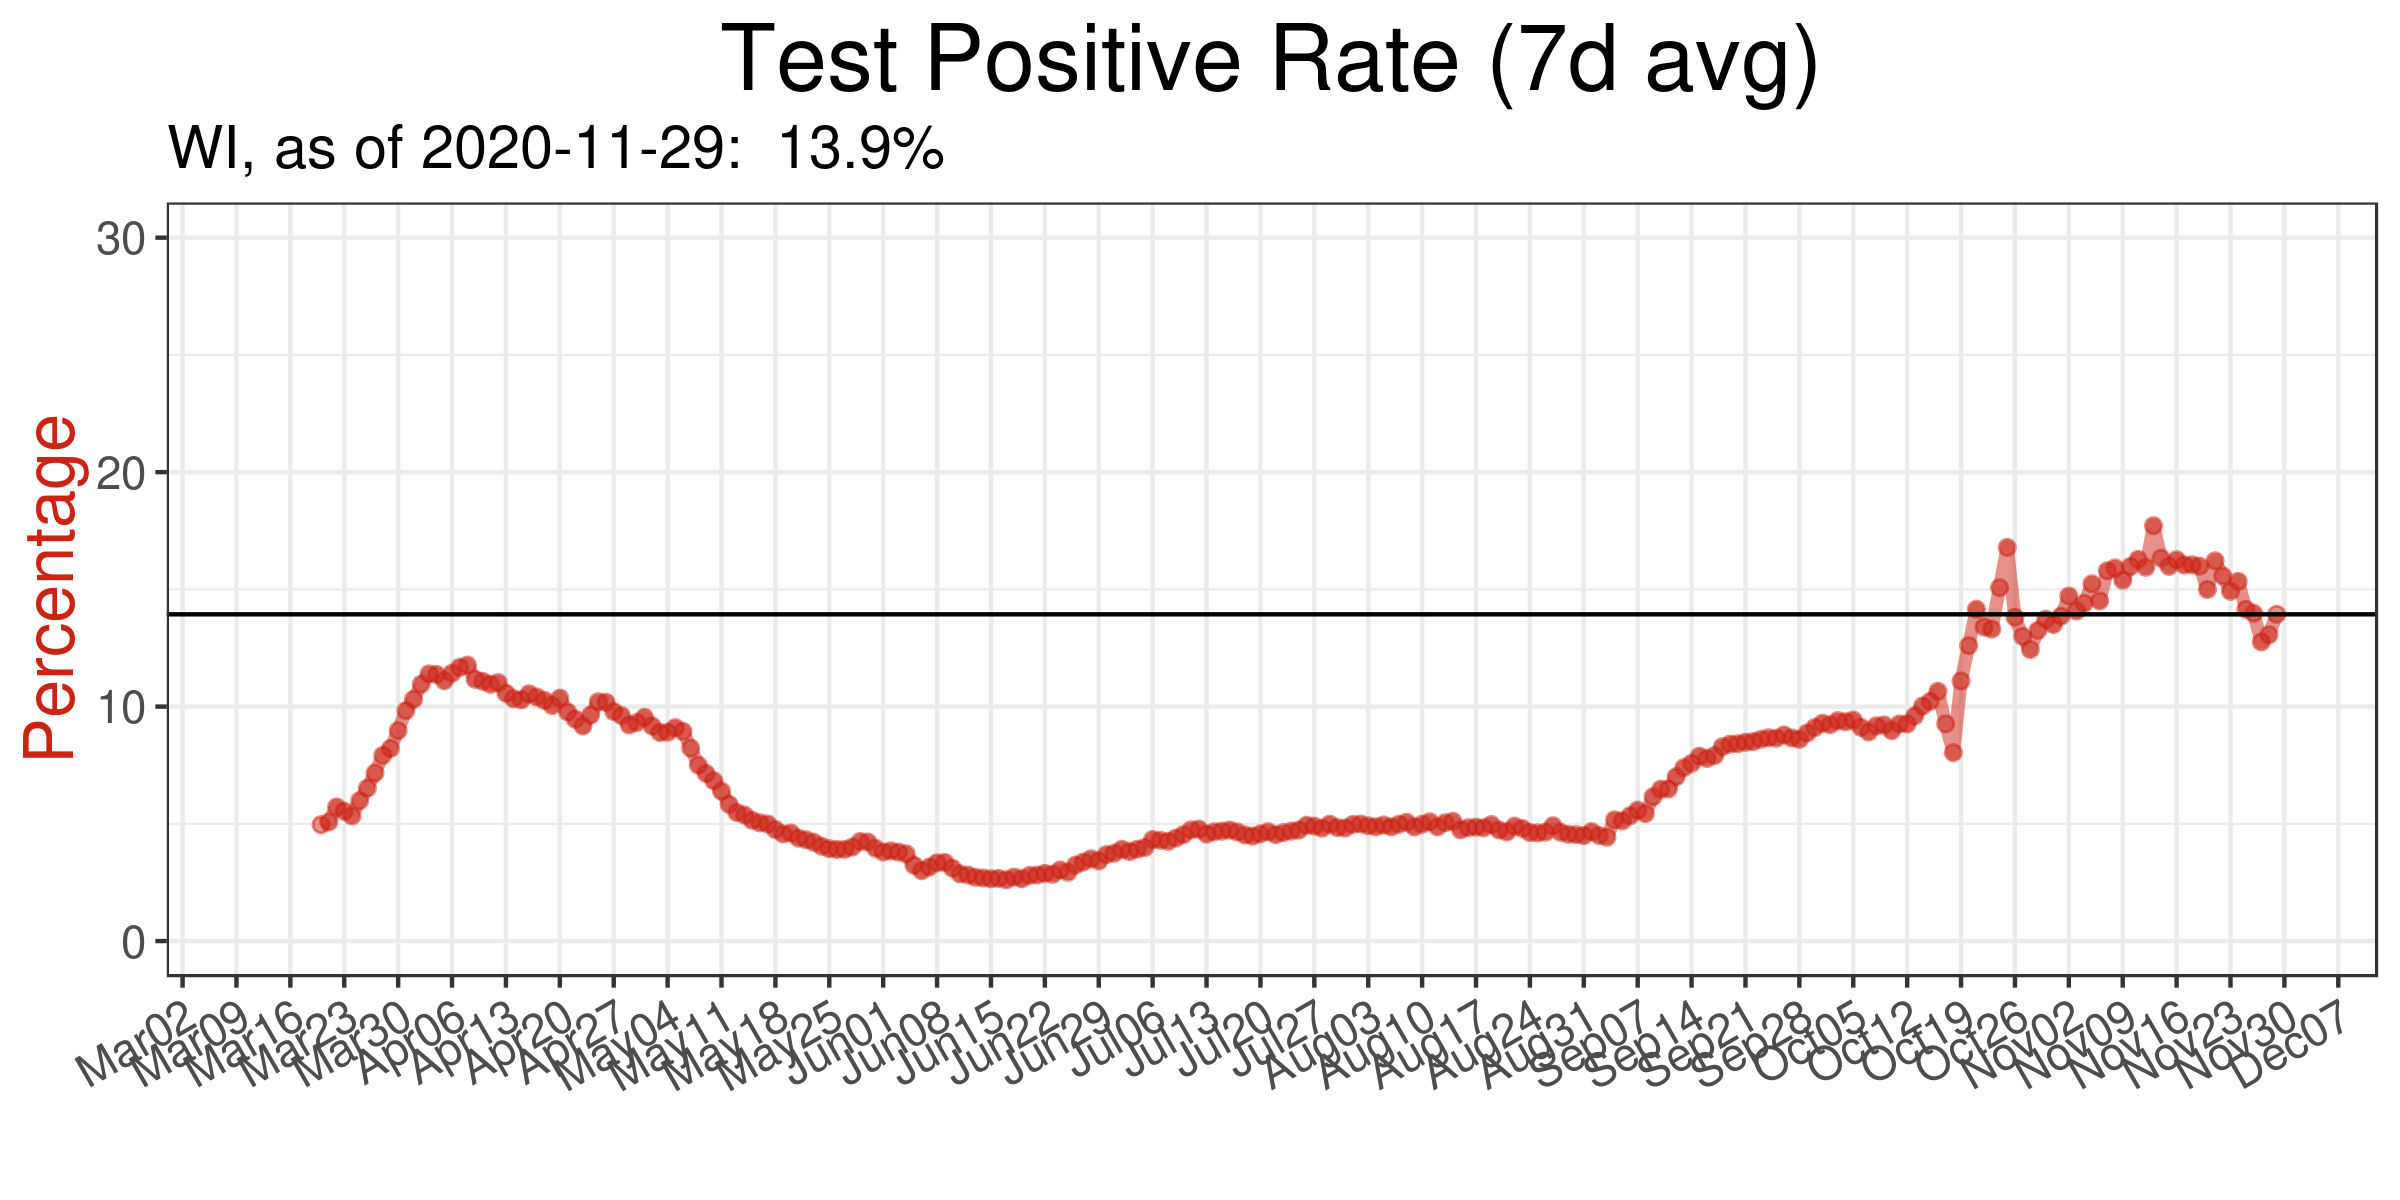 Test Positive Rate (7d avg)
WI, as of 2020-11-29:  13.9%
Percentage
30
20
10
0
Mar02
Mar09
Mar16
Mar23
Mar30
Apr06
Apr13
Apr20
Apr27
May04
May11
May18
May25
Jun01
Jun08
Jun15
Jun22
Jun29
Jul06
Jul13
Jul20
Jul27
Aug03
Aug10
Aug17
Aug24
Aug31
Sep07
Sep14
Sep21
Sep28
Oct05
Oct12
Oct19
Oct26
Nov02
Nov09
Nov16
Nov23
Nov30
Dec07